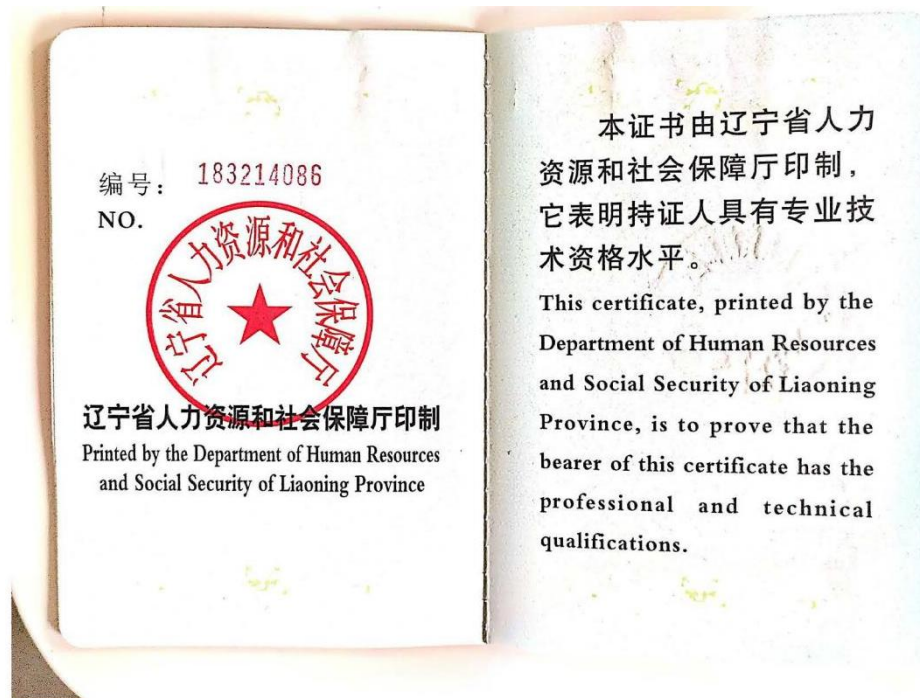 编号: 183214086
NO.
辽宁省人力资源和社会保障厅
辽宁省人力资源和社会保障厅印制
Printed by the Department of Human Resources
and Social Security of Liaoning Province
本证书由辽宁省人力
资源和社会保障厅印制，
它表明持证人具有专业技
术资格水平。
This certificate, printed by the
Department of Human Resources
and Social Security of Liaoning
Province, is to prove that the
bearer of this certificate has the
professional and technical
qualifications.